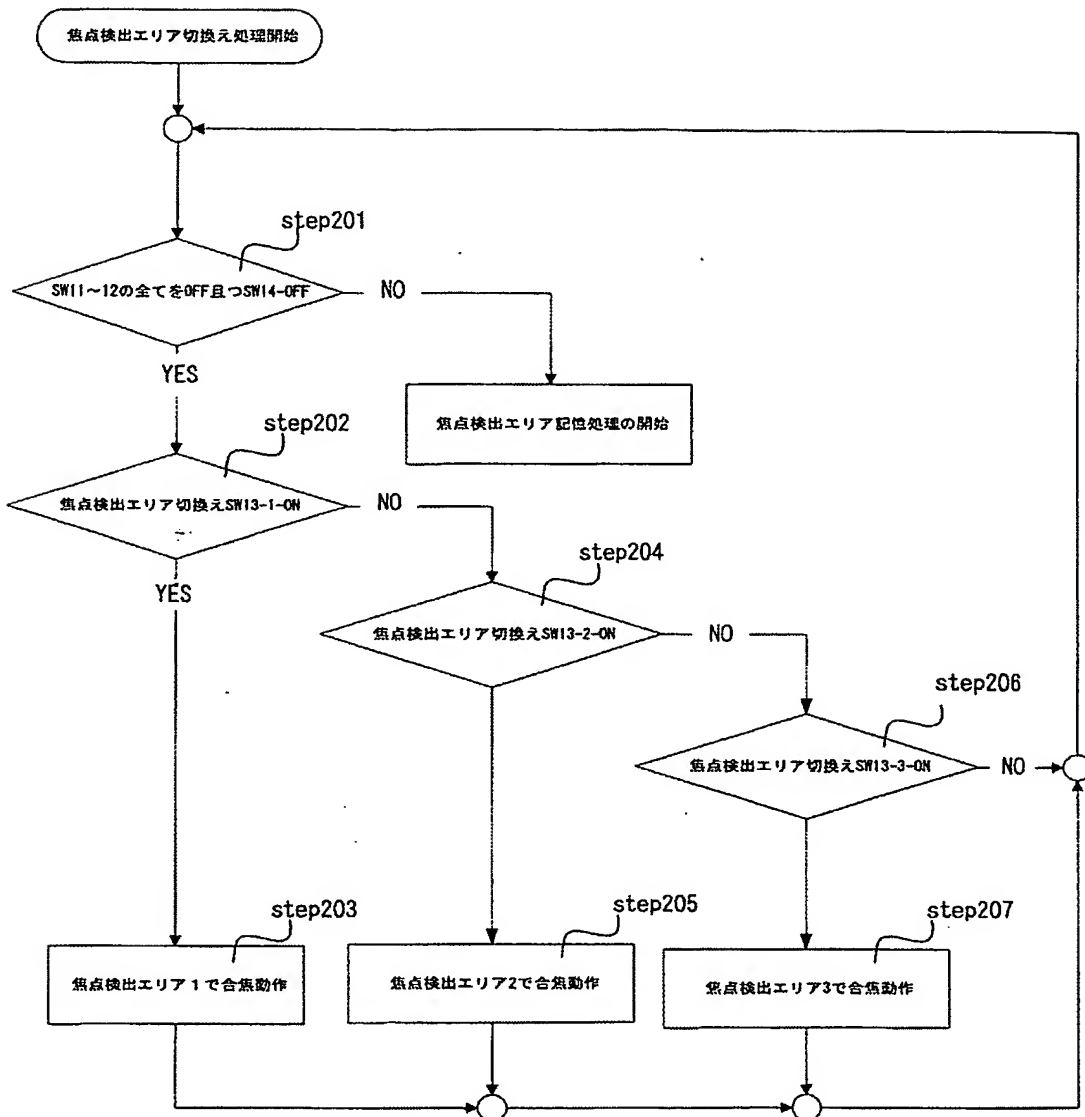 焦点検出エリア切換え処理開始
step201
SW11～12の全てをOFF且つSW14-OFF
NO
YES
焦点検出エリア記憶処理の開始
step202
焦点検出エリア切換えSW13-1-ON
NO
YES
step204
焦点検出エリア切換えSW13-2-ON
NO
step206
焦点検出エリア切換えSW13-3-ON
NO
step203
焦点検出エリア1で合焦動作
step205
焦点検出エリア2で合焦動作
step207
焦点検出エリア3で合焦動作